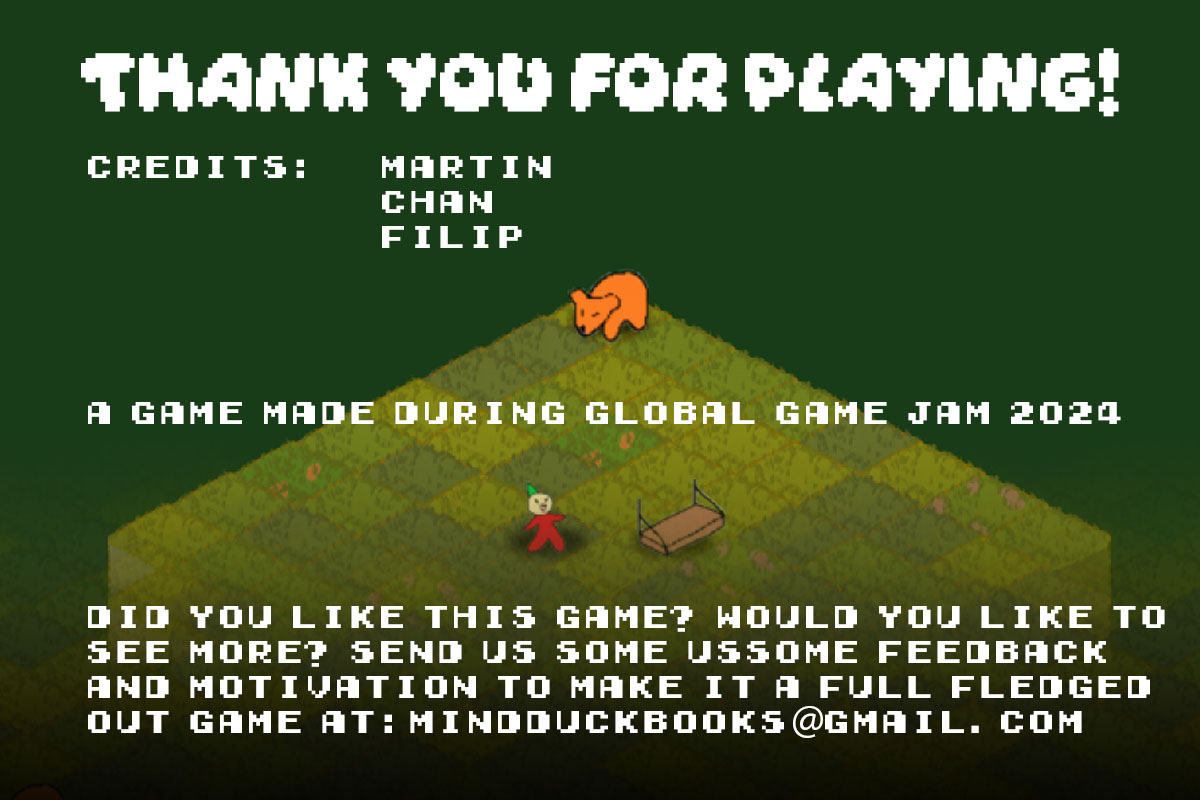 THANK YOU FOR PLAYING!
CREDITS: MARTIN
CHAN
FILIP
A GAME MADE DURING GLOBAL GAME JAM 2024
DID YOU LIKE THIS GAME? WOULD YOU LIKE TO
SEE MORE? SEND US SOME USSOME FEEDBACK
AND MOTIVATION TO MAKE IT A FULL FLEDGED
OUT GAME AT: MINDDUCKBOOKS@GMAIL. COM